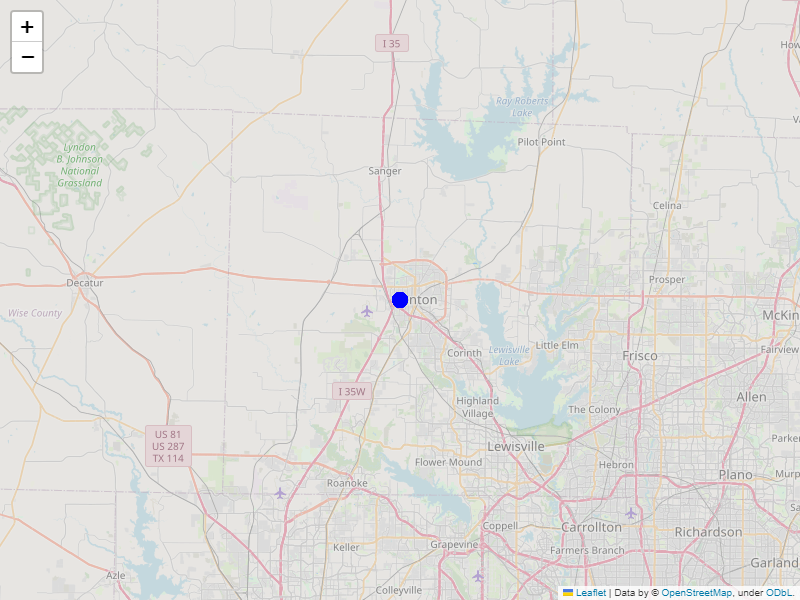 +
−
I 35
Ray Roberts
Lake
Lyndon
B. Johnson
National
Grassland
Pilot Point
Sanger
Celina
Decatur
Prosper
nton
Wise County
McKin
Little Elm
Lewisville
Lake
Corinth
Frisco
Fairview
I 35W
Highland
Village
Allen
The Colony
US 81
US 287
TX 114
Parker
Lewisville
Flower Mound
Hebron
Plano
Murp
Roanoke
Sa
Coppell
Carrollton
Richardson
Keller
Grapevine
Farmers Branch
Garland
Azle
Colleyville
Leaflet | Data by © OpenStreetMap, under ODbL.